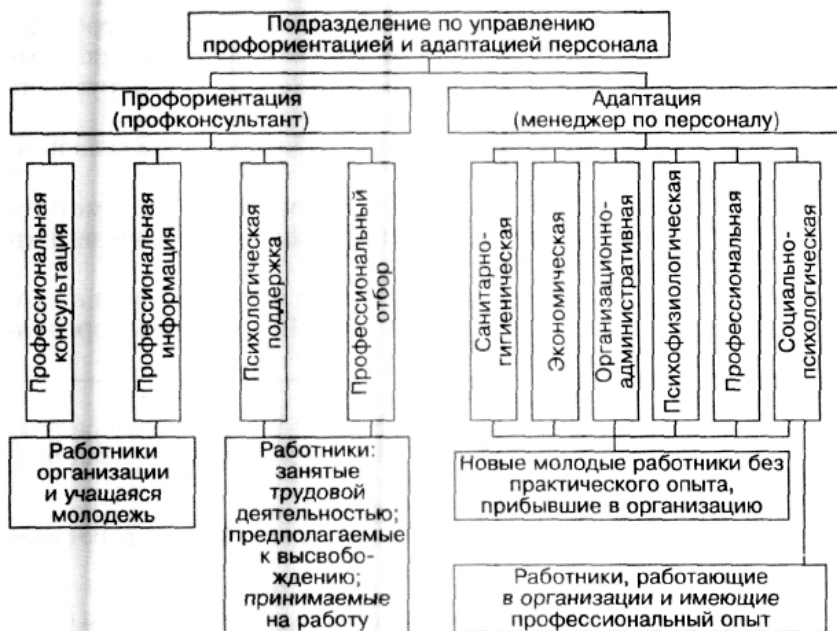 Подразделение по управлению
профориентацией и адаптацией персонала
Профориентация
(профконсультант)
Адаптация
(менеджер по персоналу)
Профессиональная
консультация
Профессиональная
информация
Психологическая
поддержка
Профессиональный
отбор
Санитарно-
гигиеническая
Экономическая
Организационно-
административная
Психофизиологическая
Профессиональная
Социально-
психологическая
Работники
организации
и учащаяся
молодежь
Работники:
занятые
трудовой
деятельностью;
предполагаемые
к высвобо-
ждению;
принимаемые
на работу
Новые молодые работники без
практического опыта,
прибывшие в организацию
Работники, работающие
в организации и имеющие
профессиональный опыт